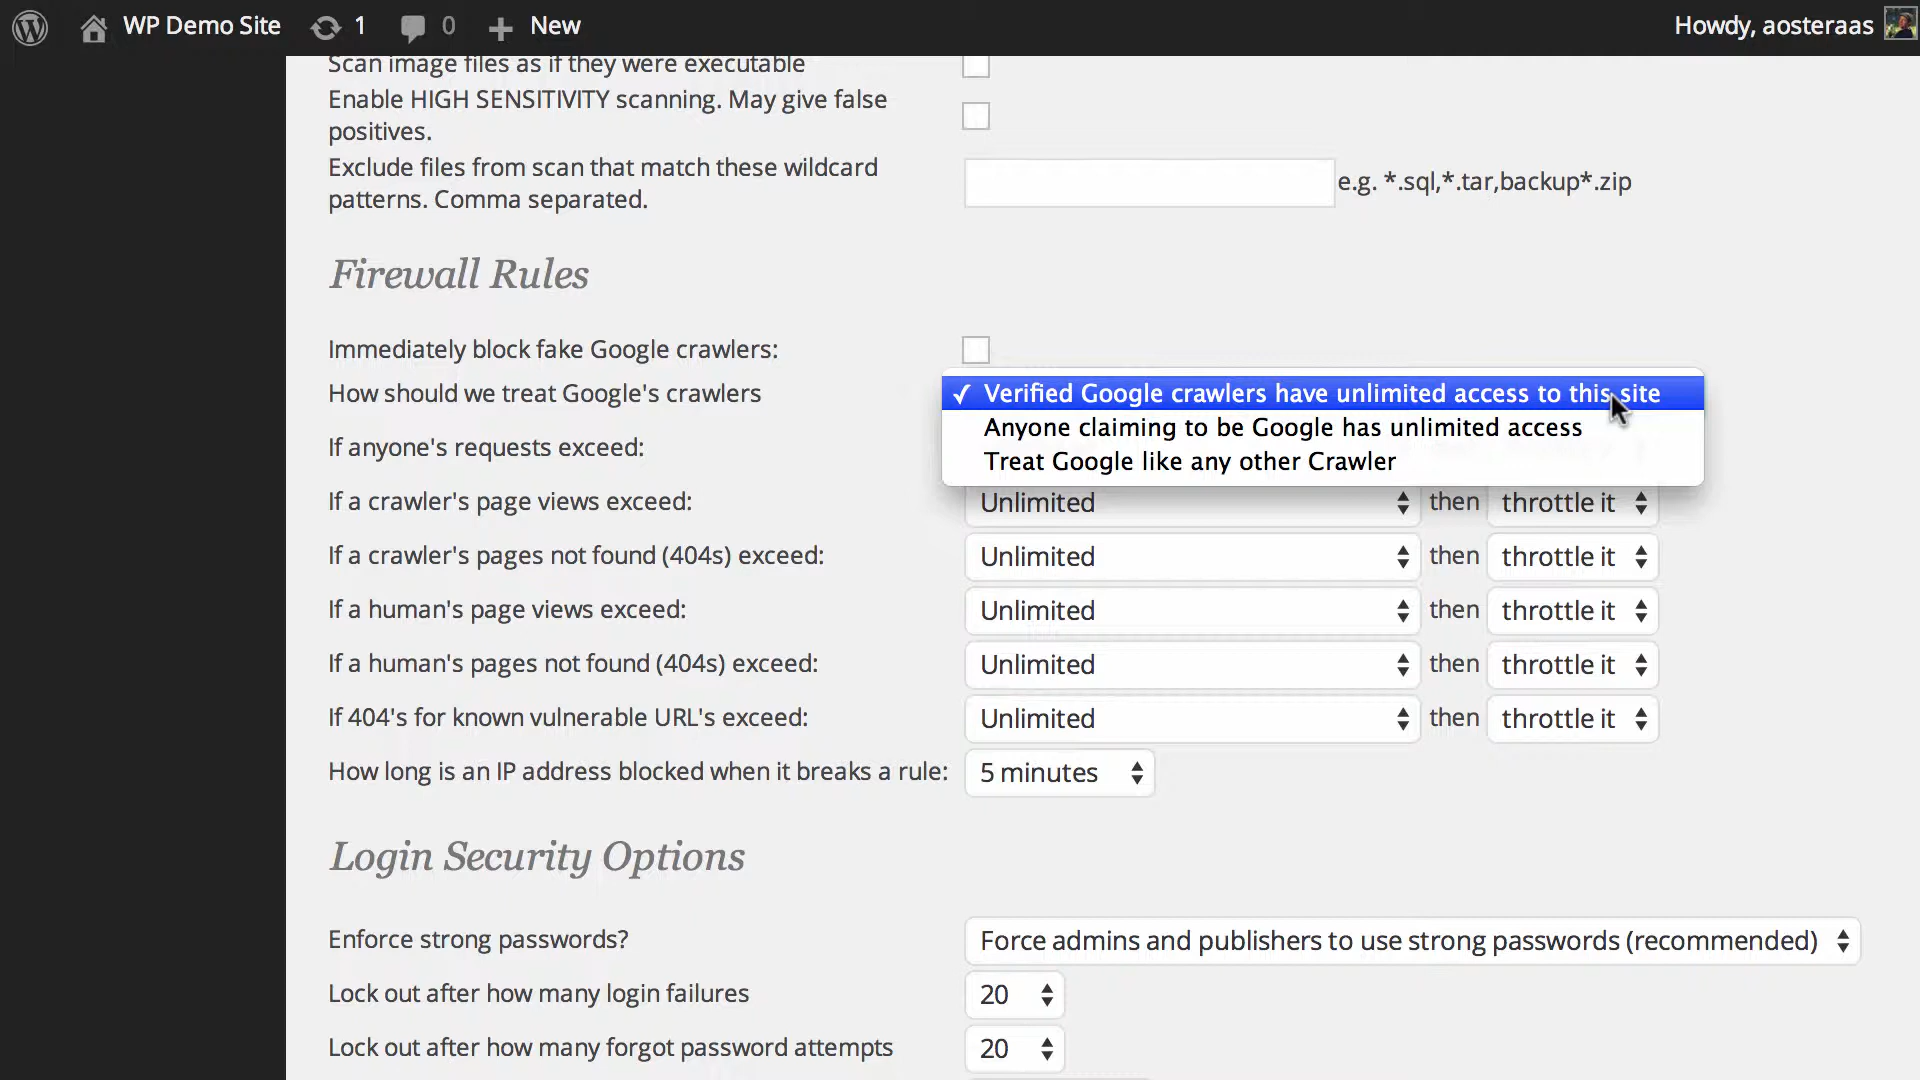 WP Demo Site 1 0 New Howdy, aosteraas
Scan image files as if they were executable
Enable HIGH SENSITIVITY scanning. May give false
positives.
Exclude files from scan that match these wildcard
patterns. Comma separated.
e.g. *.sql,*.tar,backup*.zip
Firewall Rules
Immediately block fake Google crawlers:
How should we treat Google's crawlers
✓ Verified Google crawlers have unlimited access to this site
Anyone claiming to be Google has unlimited access
Treat Google like any other Crawler
If anyone's requests exceed:
If a crawler's page views exceed: Unlimited then throttle it
If a crawler's pages not found (404s) exceed: Unlimited then throttle it
If a human's page views exceed: Unlimited then throttle it
If a human's pages not found (404s) exceed: Unlimited then throttle it
If 404's for known vulnerable URL's exceed: Unlimited then throttle it
How long is an IP address blocked when it breaks a rule: 5 minutes
Login Security Options
Enforce strong passwords? Force admins and publishers to use strong passwords (recommended)
Lock out after how many login failures 20
Lock out after how many forgot password attempts 20